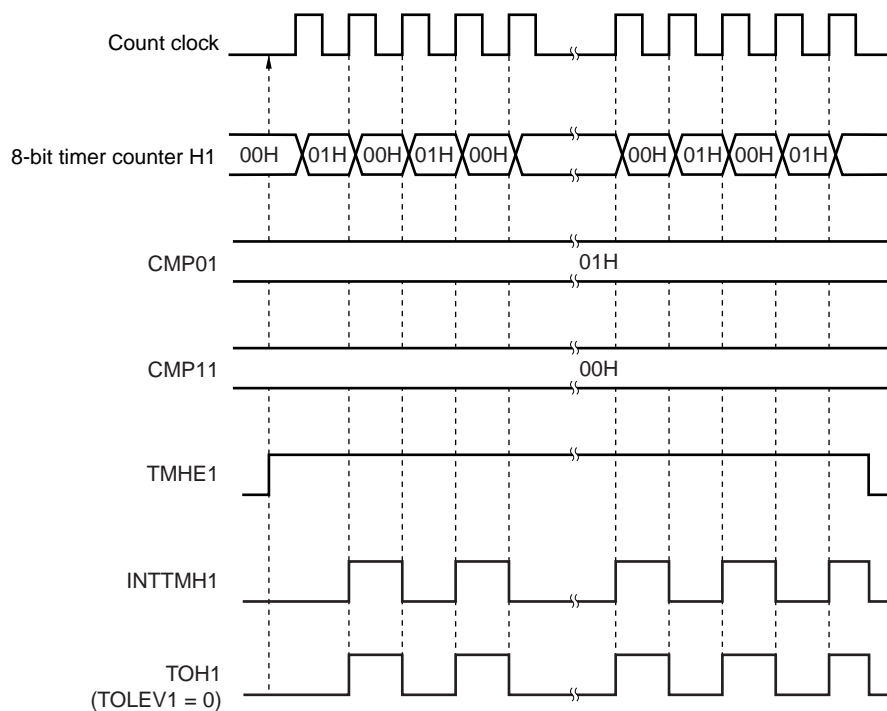 Count clock
8-bit timer counter H1 00H 01H 00H 01H 00H 00H 01H 00H 01H
CMP01 01H
CMP11 00H
TMHE1
INTTMH1
TOH1
(TOLEV1 = 0)